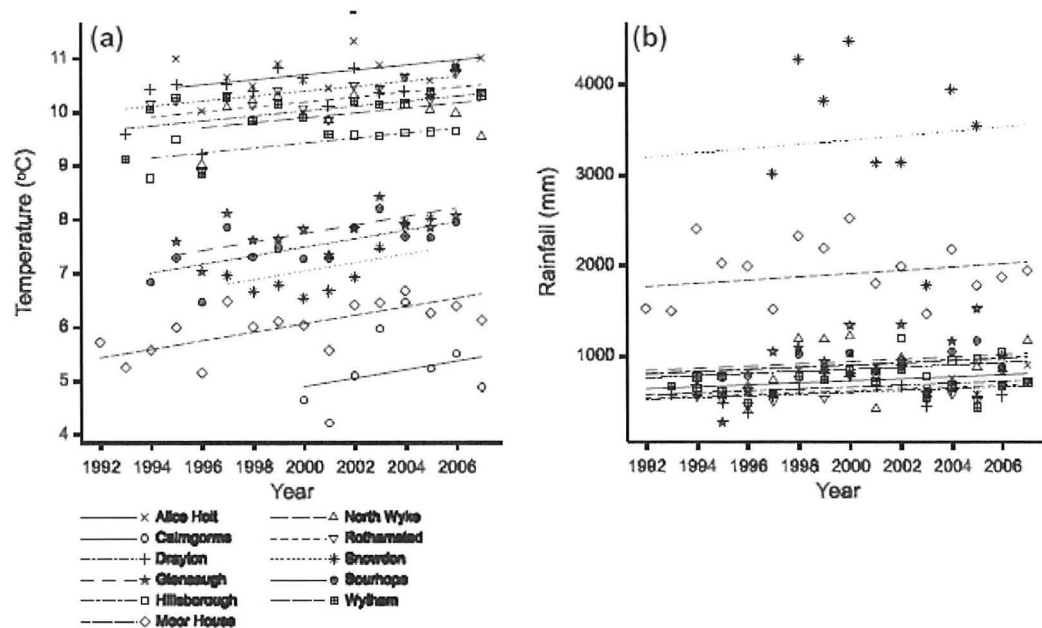 (a)
11
10
9
8
7
6
5
4
Temperature (ºC)
1992 1994 1996 1998 2000 2002 2004 2006
Year
(b)
4000
3000
2000
1000
Rainfall (mm)
1992 1994 1996 1998 2000 2002 2004 2006
Year
Alice Holt
Cairngorms
Drayton
Glensaugh
Hillsborough
Moor House
North Wyke
Rothamsted
Snowdon
Sourhope
Wytham